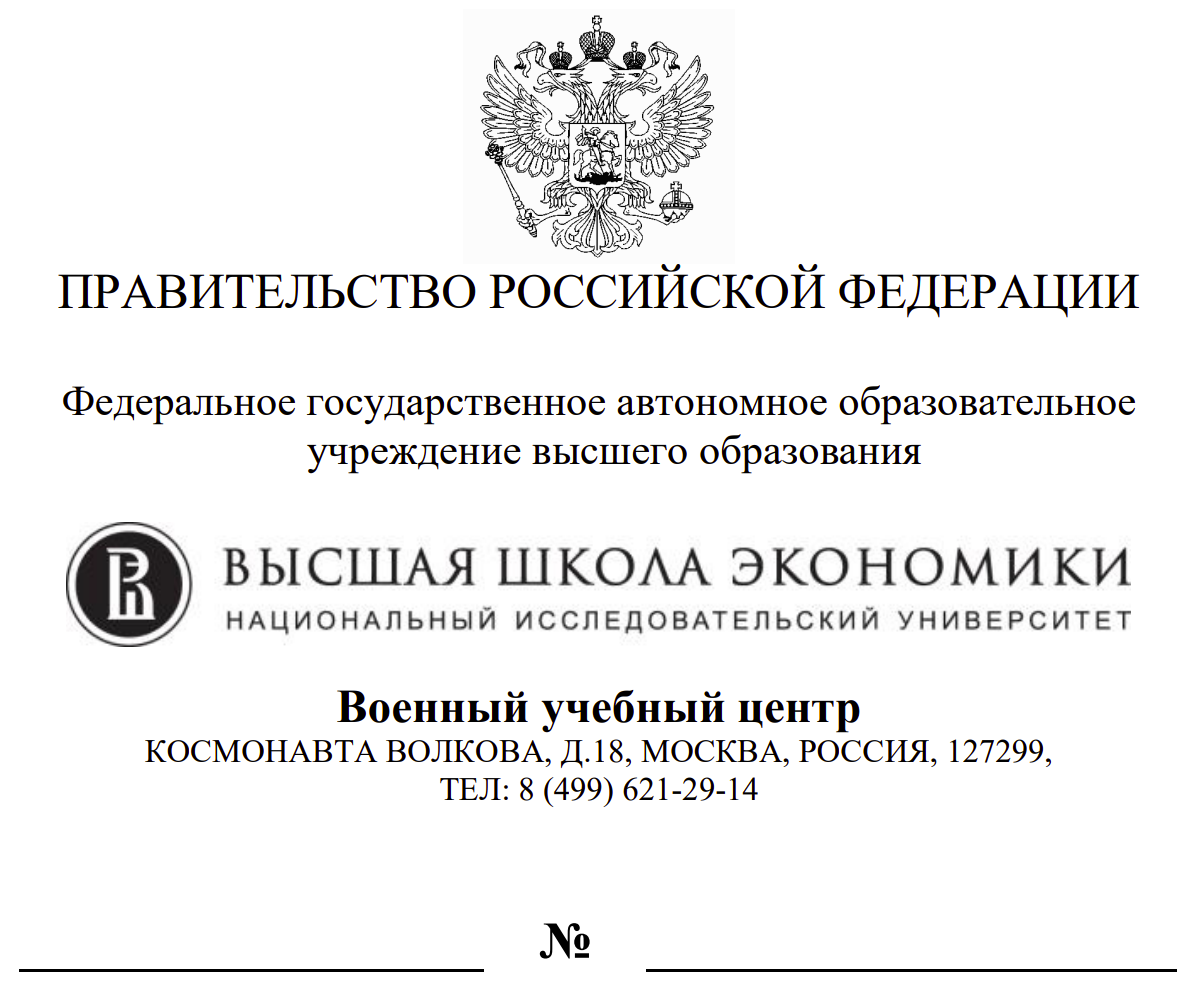 ПРАВИТЕЛЬСТВО РОССИЙСКОЙ ФЕДЕРАЦИИ
Федеральное государственное автономное образовательное
учреждение высшего образования
ВЫСШАЯ ШКОЛА ЭКОНОМИКИ
НАЦИОНАЛЬНЫЙ ИССЛЕДОВАТЕЛЬСКИЙ УНИВЕРСИТЕТ
Военный учебный центр
КОСМОНАВТА ВОЛКОВА, Д.18, МОСКВА, РОССИЯ, 127299,
ТЕЛ: 8 (499) 621-29-14
№